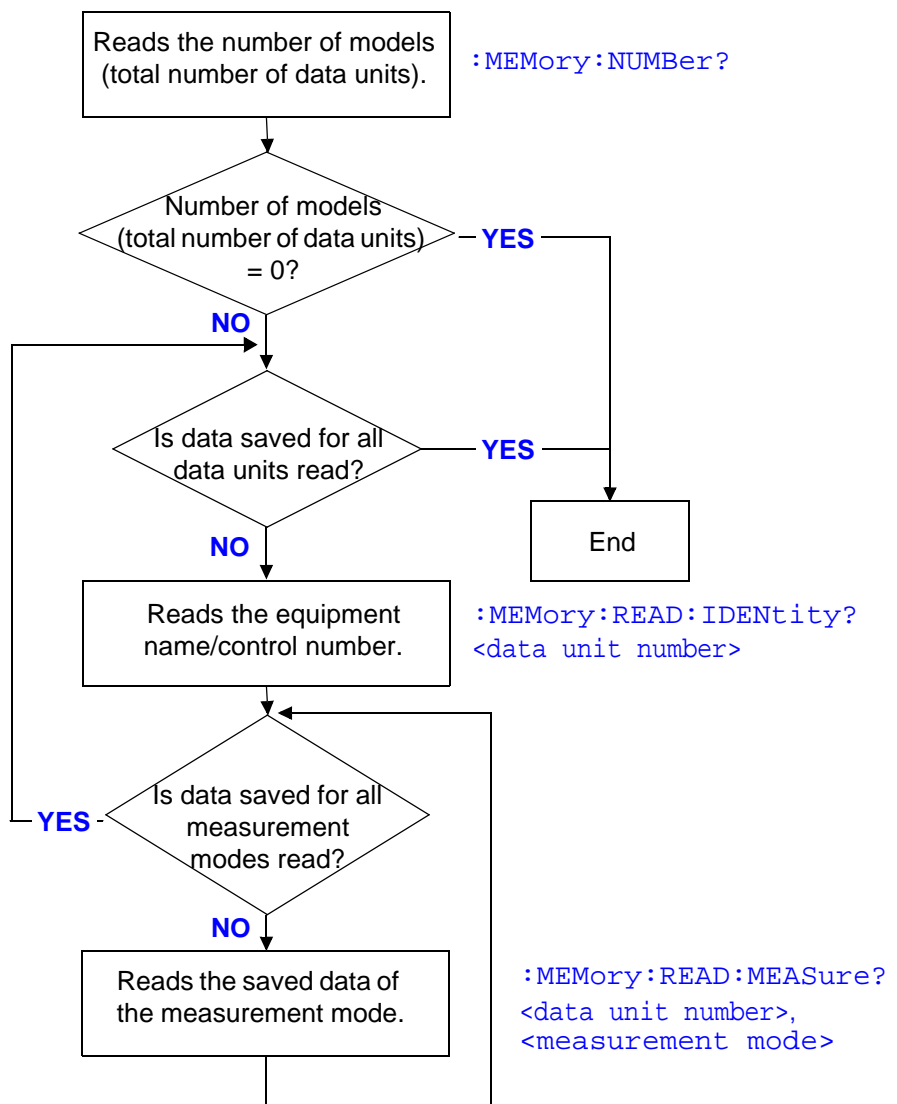 Reads the number of models
(total number of data units).
:MEMory:NUMBer?
Number of models
(total number of data units)
= 0?
YES
NO
Is data saved for all
data units read?
YES
NO
End
Reads the equipment
name/control number.
:MEMory:READ:IDENtity?
<data unit number>
Is data saved for all
measurement
modes read?
YES
NO
Reads the saved data of
the measurement mode.
:MEMory:READ:MEASure?
<data unit number>,
<measurement mode>